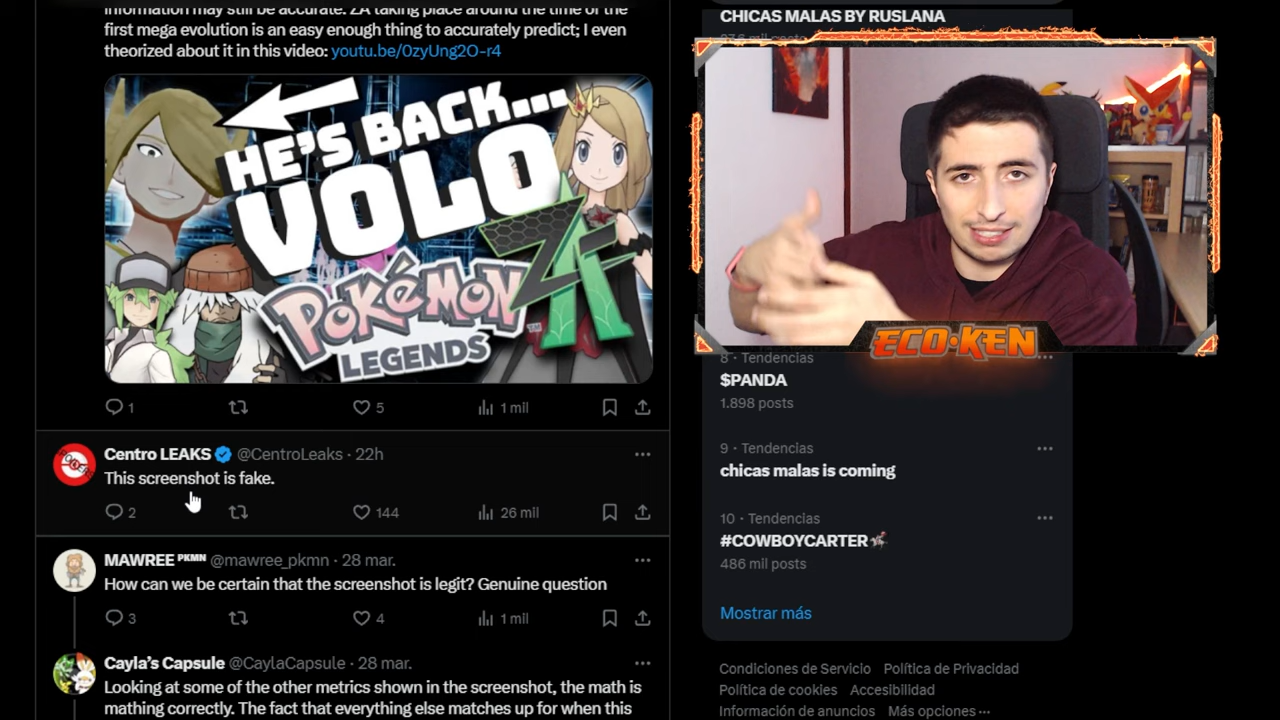 information may still be accurate. ZA taking place around the time of the
first mega evolution is an easy enough thing to accurately predict; I even
theorized about it in this video: youtu.be/0zyUng2O-r4
HE'S BACK...
VOLO
POKéMON
LEGENDS
ZA
TM
1
5
1 mil
Centro LEAKS @CentroLeaks · 22h
This screenshot is fake.
2
144
26 mil
MAWREE ᴾᴷᴹᴺ @mawree_pkmn · 28 mar.
How can we be certain that the screenshot is legit? Genuine question
3
4
1 mil
Cayla's Capsule @CaylaCapsule · 28 mar.
Looking at some of the other metrics shown in the screenshot, the math is
mathing correctly. The fact that everything else matches up for when this
CHICAS MALAS BY RUSLANA
ECO·KEN
8 · Tendencias
$PANDA
1.898 posts
9 · Tendencias
chicas malas is coming
10 · Tendencias
#COWBOYCARTER
486 mil posts
Mostrar más
Condiciones de Servicio Política de Privacidad
Política de cookies Accesibilidad
Información de anuncios Más opciones ···